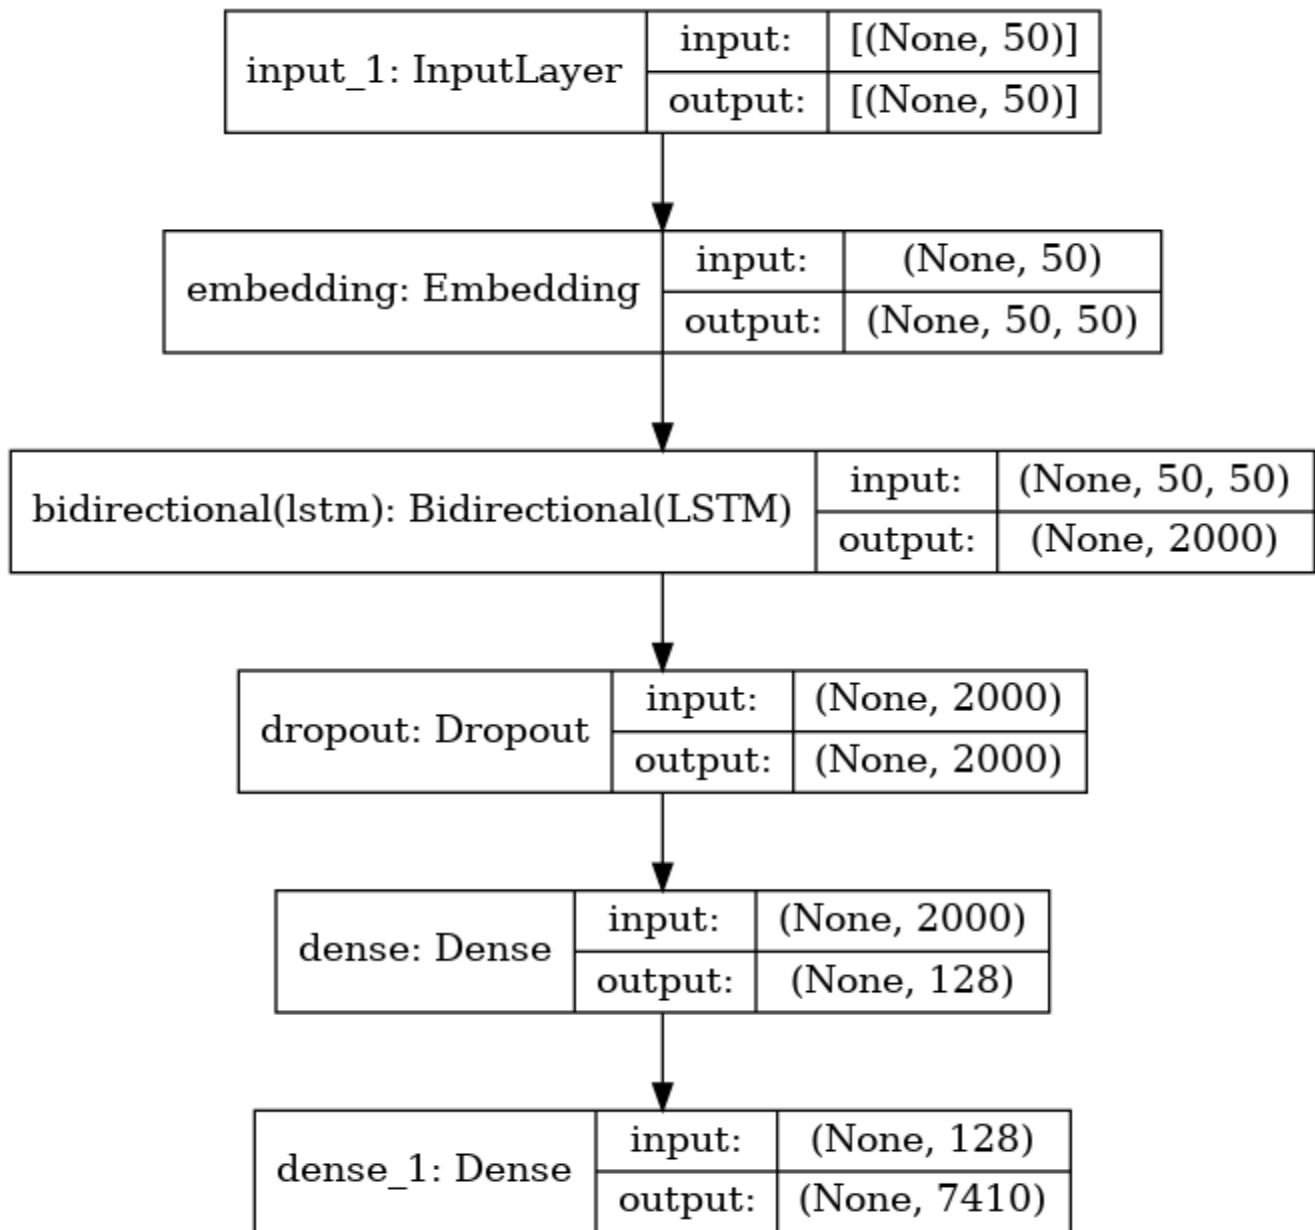 input_1: InputLayer
input: [(None, 50)]
output: [(None, 50)]
embedding: Embedding
input: (None, 50)
output: (None, 50, 50)
bidirectional(lstm): Bidirectional(LSTM)
input: (None, 50, 50)
output: (None, 2000)
dropout: Dropout
input: (None, 2000)
output: (None, 2000)
dense: Dense
input: (None, 2000)
output: (None, 128)
dense_1: Dense
input: (None, 128)
output: (None, 7410)